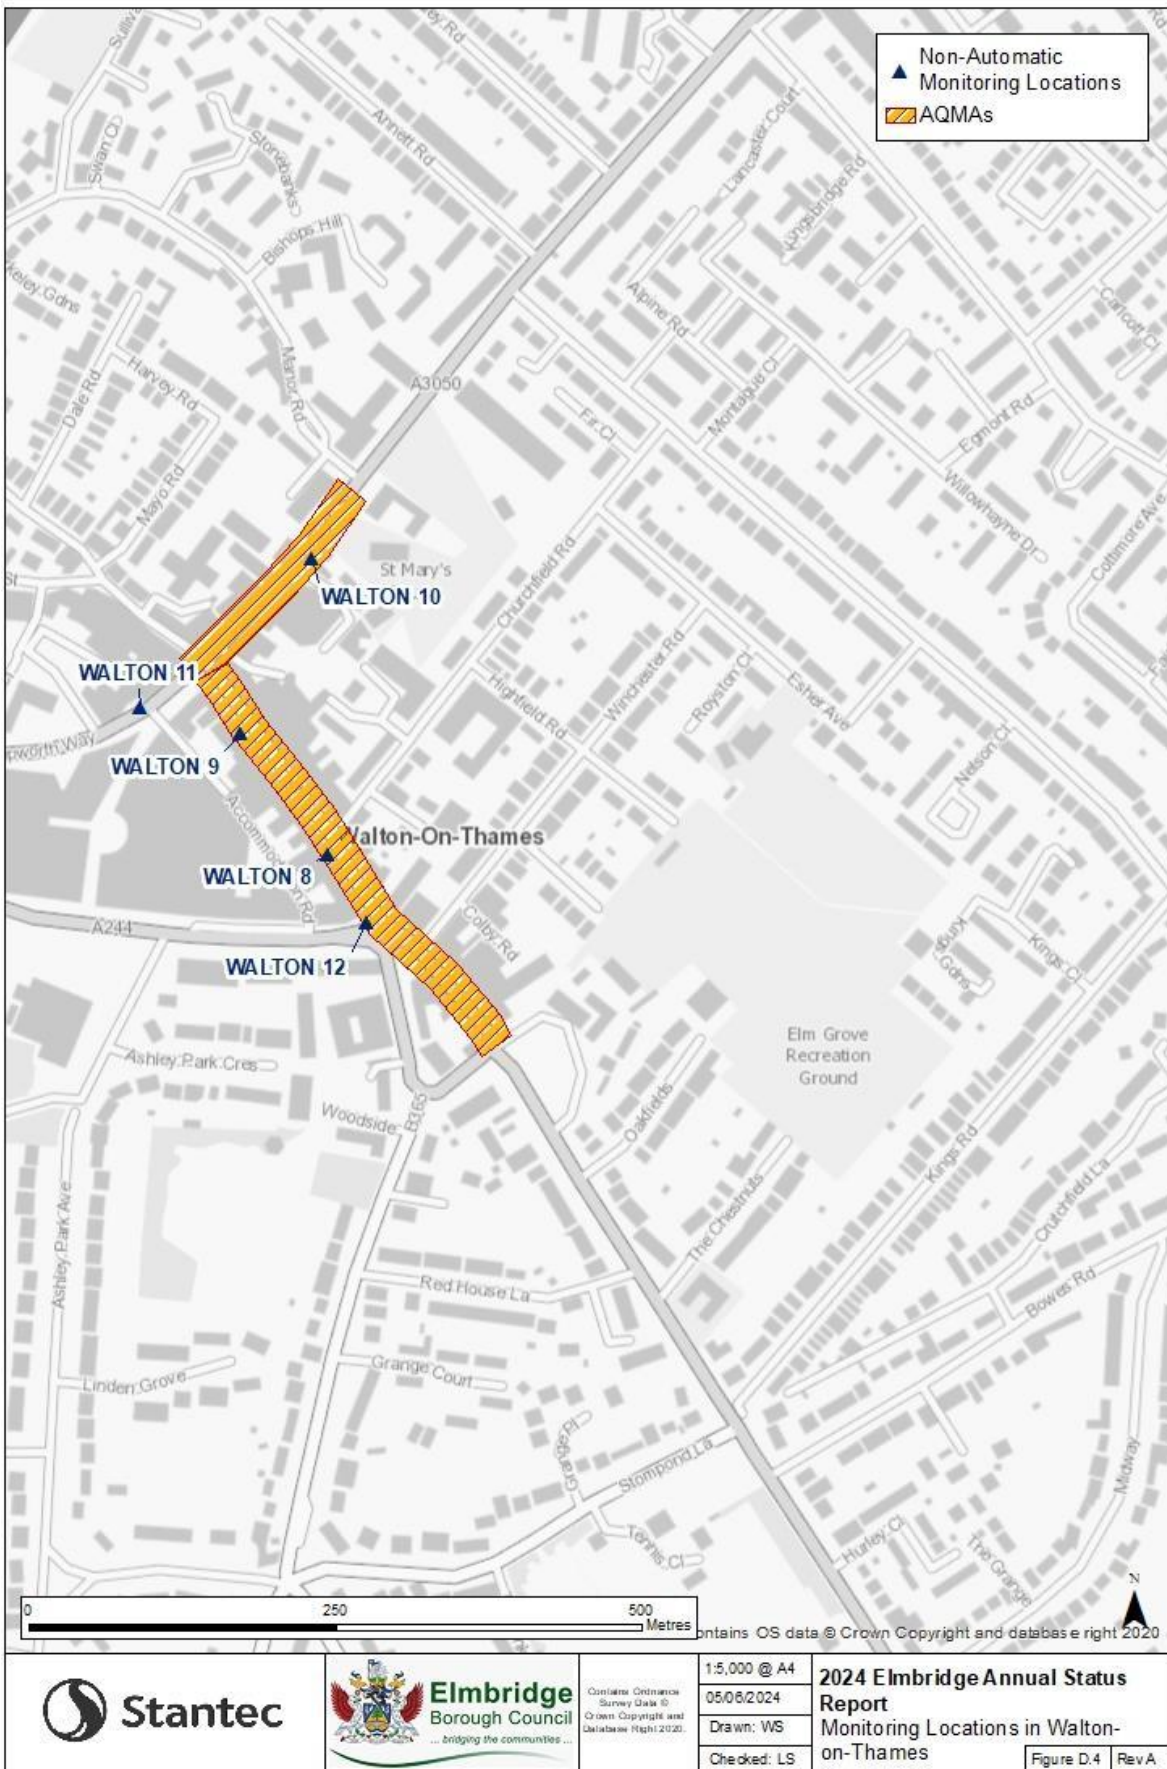 Non-Automatic
Monitoring Locations
AQMAs
Annett Rd
Swan Cl
Stonebanks
Bishops Hill
Lancaster Court
Kingsbridge Rd
Alpine Rd
Carlcott Cl
Manor Rd
Harvey Rd
Dale Rd
A3050
Montague Cl
Fir Cl
Egmont Rd
Mayo Rd
Willowhayne Dr
Cottimore Ave
St Mary's
Churchfield Rd
WALTON 10
St
WALTON 11
Winchester Rd
Royston Cl
Highfield Rd
Esher Ave
Nelson Cl
pworth Way
WALTON 9
Accommodation Rd
Walton-On-Thames
WALTON 8
A244
Colby Rd
WALTON 12
Kings Cl
Kings Gdns
Elm Grove
Recreation
Ground
Ashley Park Cres
Woodside
B365
Oakfields
Kings Rd
The Chestnuts
Crutchfield La
Ashley Park Ave
Red House La
Bowes Rd
Linden Grove
Grange Court
Grange Pl
Stompond La
Midway
Tennis Cl
Hurley Cl
The Grange
N
0 250 500
Metres
ontains OS data © Crown Copyright and database right 2020
Stantec
Elmbridge
Borough Council
... bridging the communities ...
Contains Ordnance
Survey Data ©
Crown Copyright and
Database Right 2020.
1:5,000 @ A4
05/06/2024
Drawn: WS
Checked: LS
2024 Elmbridge Annual Status
Report
Monitoring Locations in Walton-
on-Thames
Figure D.4
Rev A